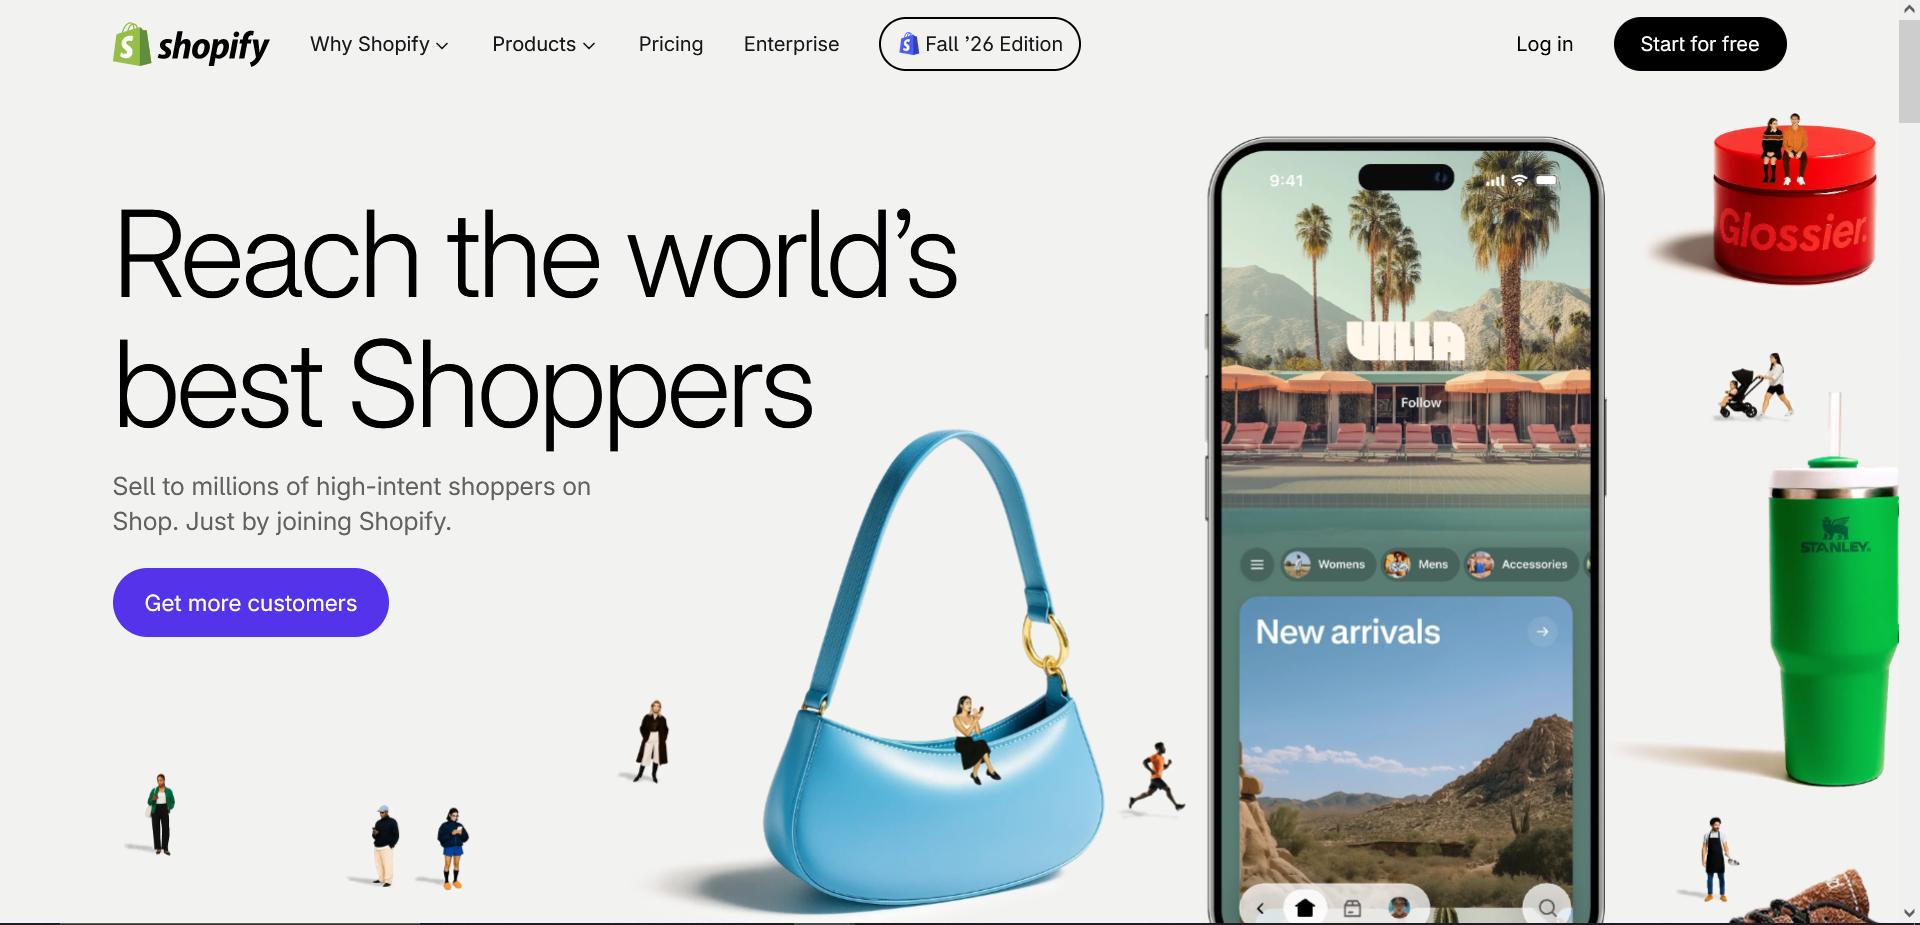 shopify
Why Shopify
Products
Pricing
Enterprise
Fall ’26 Edition
Log in
Start for free
Reach the world’s
best Shoppers
Sell to millions of high-intent shoppers on
Shop. Just by joining Shopify.
Get more customers
9:41
VILLA
Follow
Womens
Mens
Accessories
New arrivals
Glossier.
STANLEY